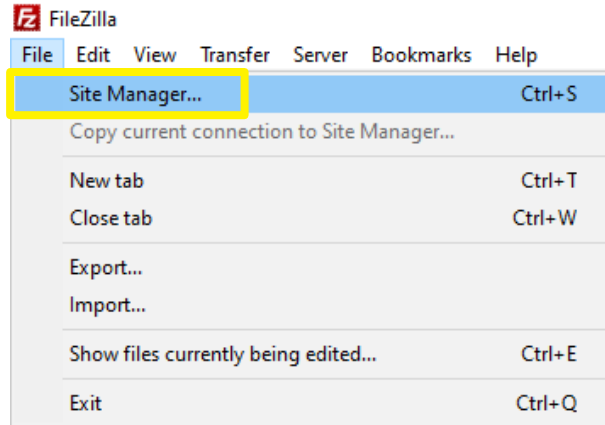 FileZilla
File Edit View Transfer Server Bookmarks Help
Site Manager... Ctrl+S
Copy current connection to Site Manager...
New tab Ctrl+T
Close tab Ctrl+W
Export...
Import...
Show files currently being edited... Ctrl+E
Exit Ctrl+Q